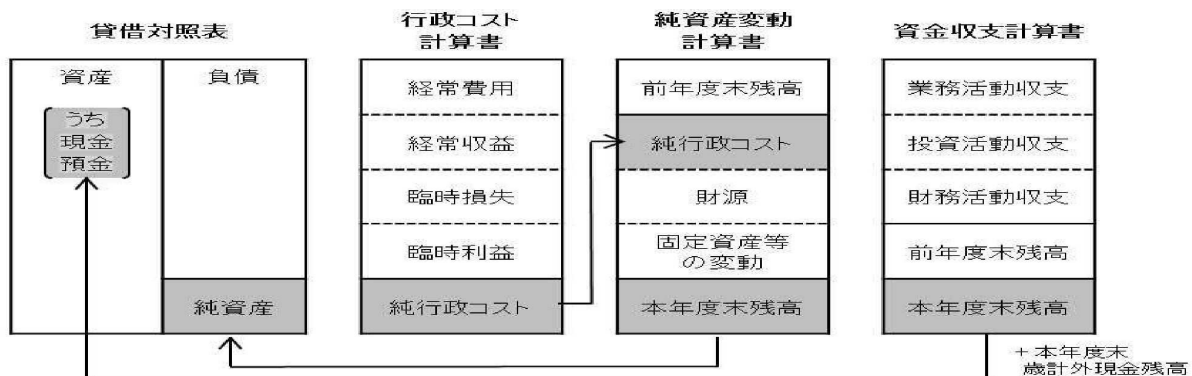 貸借対照表
資産
負債
うち
現金
預金
純資産
行政コスト
計算書
経常費用
経常収益
臨時損失
臨時利益
純行政コスト
純資産変動
計算書
前年度末残高
純行政コスト
財源
固定資産等
の変動
本年度末残高
資金収支計算書
業務活動収支
投資活動収支
財務活動収支
前年度末残高
本年度末残高
+本年度末
歳計外現金残高